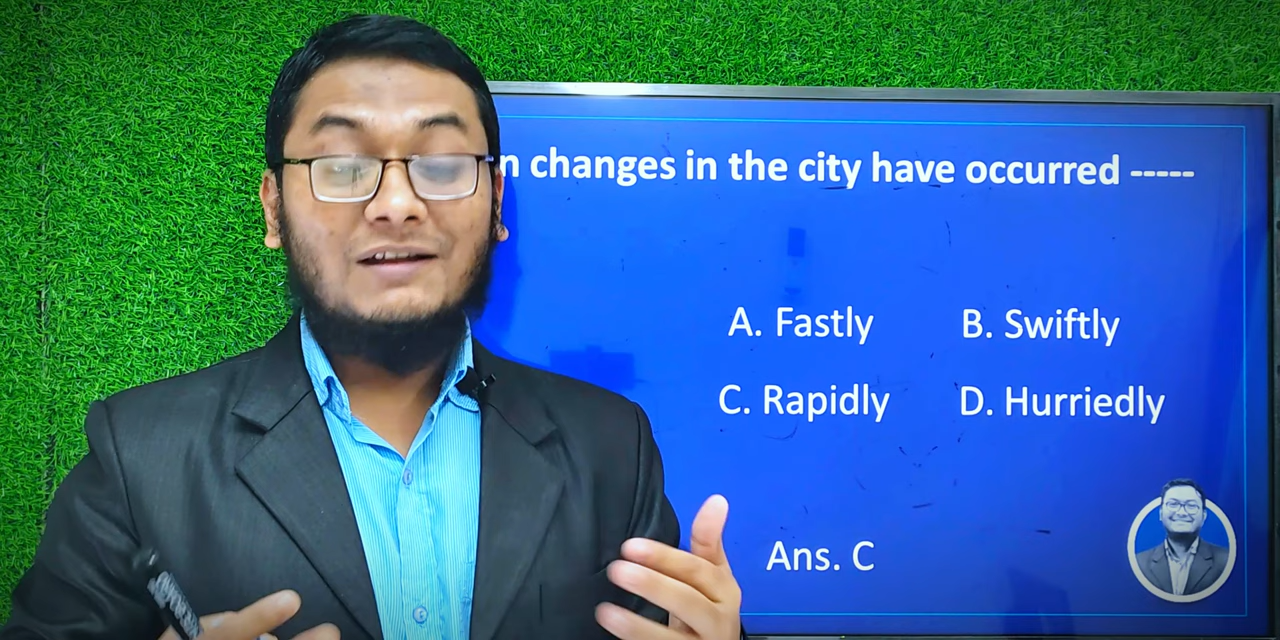 changes in the city have occurred -----
A. Fastly B. Swiftly
C. Rapidly D. Hurriedly
Ans. C